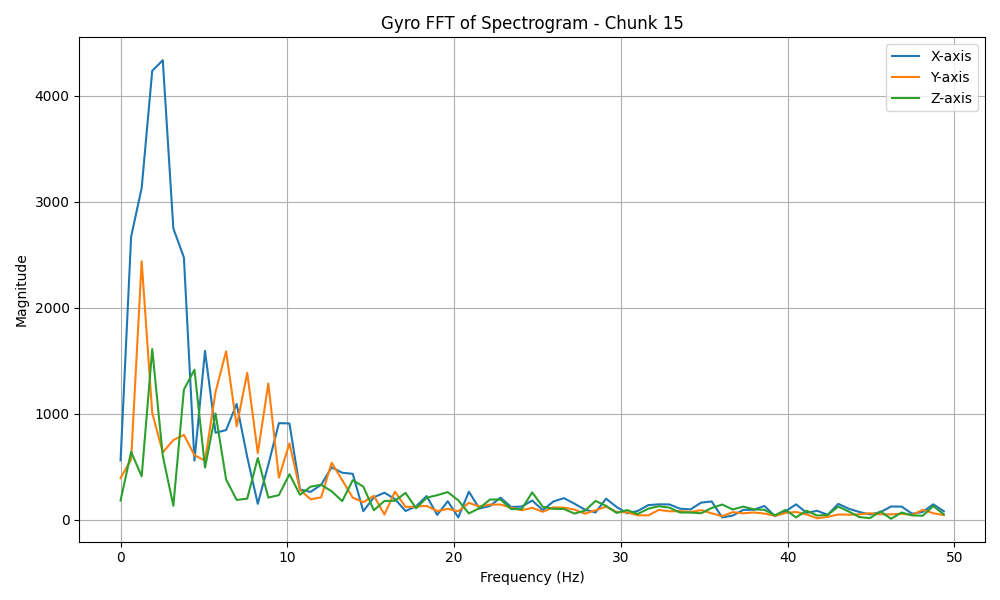 Gyro FFT of Spectrogram - Chunk 15
X-axis
Y-axis
Z-axis
Magnitude
4000
3000
2000
1000
0
0 10 20 30 40 50
Frequency (Hz)